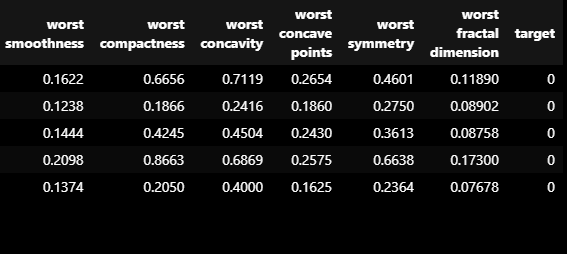 worst smoothness worst compactness worst concavity worst concave points worst symmetry worst fractal dimension target
0.1622 0.6656 0.7119 0.2654 0.4601 0.11890 0
0.1238 0.1866 0.2416 0.1860 0.2750 0.08902 0
0.1444 0.4245 0.4504 0.2430 0.3613 0.08758 0
0.2098 0.8663 0.6869 0.2575 0.6638 0.17300 0
0.1374 0.2050 0.4000 0.1625 0.2364 0.07678 0